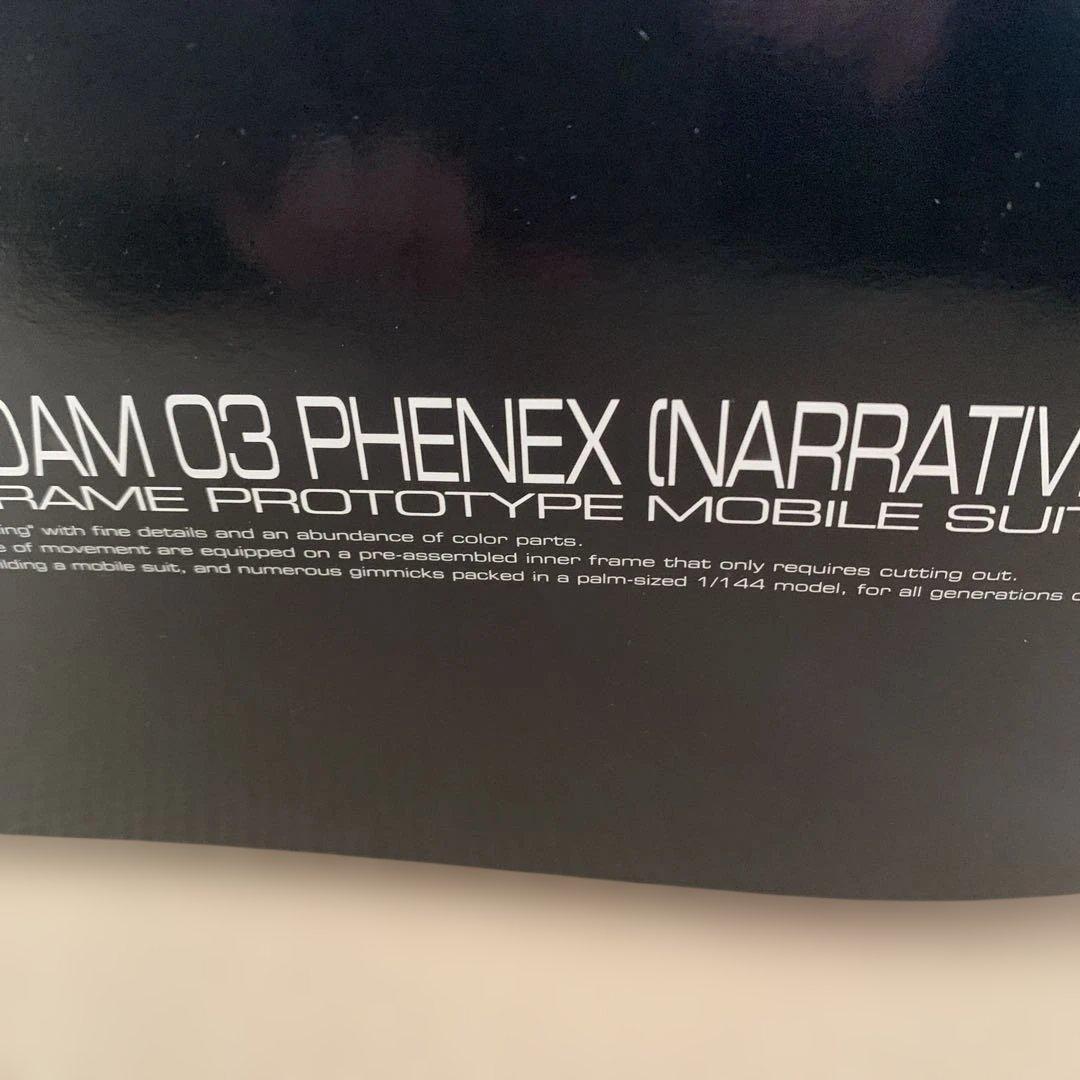 DAM 03 PHENEX (NARRATIV
RAME PROTOTYPE MOBILE SUIT
ing" with fine details and an abundance of color parts.
e of movement are equipped on a pre-assembled inner frame that only requires cutting out.
ilding a mobile suit, and numerous gimmicks packed in a palm-sized 1/144 model, for all generations